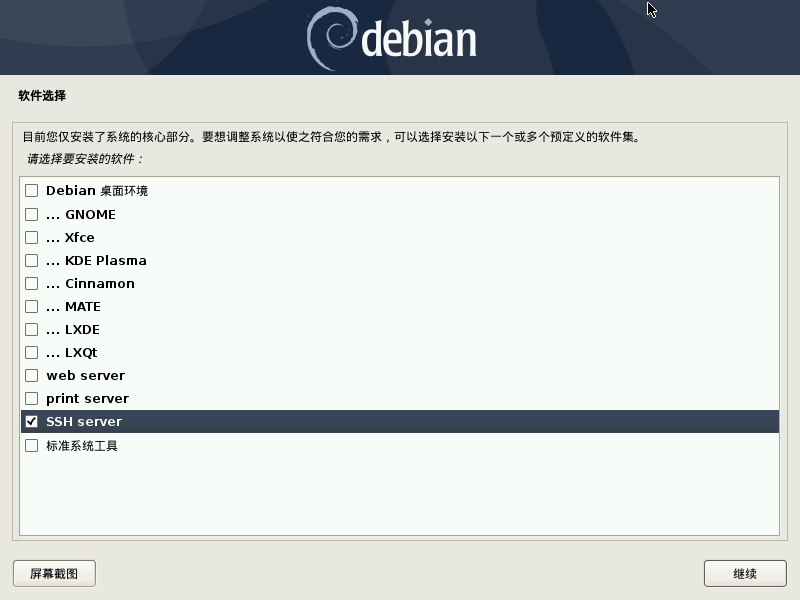 debian
软件选择
目前您仅安装了系统的核心部分。要想调整系统以使之符合您的需求，可以选择安装以下一个或多个预定义的软件集。
请选择要安装的软件：
Debian 桌面环境
... GNOME
... Xfce
... KDE Plasma
... Cinnamon
... MATE
... LXDE
... LXQt
web server
print server
SSH server
标准系统工具
屏幕截图
继续